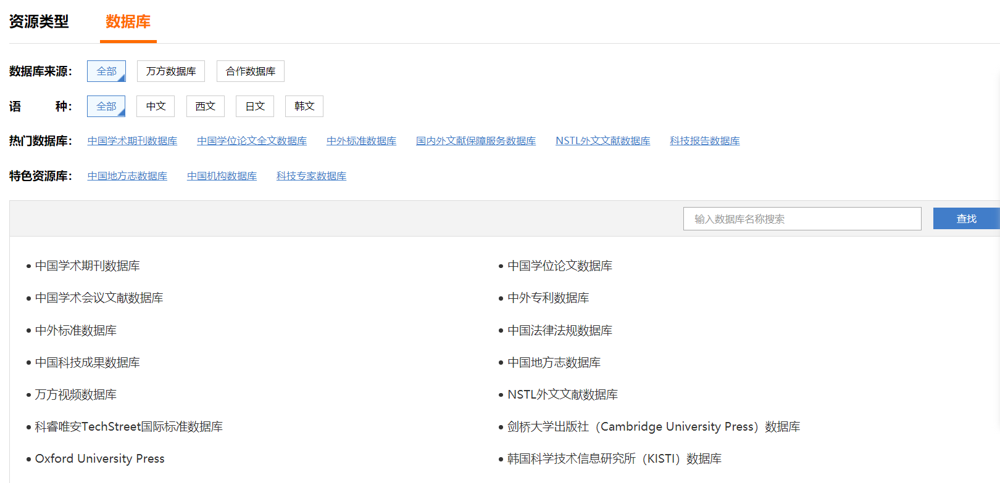 资源类型 数据库
数据库来源： 全部 万方数据库 合作数据库
语 种： 全部 中文 西文 日文 韩文
热门数据库： 中国学术期刊数据库 中国学位论文全文数据库 中外标准数据库 国内外文献保障服务数据库 NSTL外文文献数据库 科技报告数据库
特色资源库： 中国地方志数据库 中国机构数据库 科技专家数据库
输入数据库名称搜索 查找
• 中国学术期刊数据库 • 中国学位论文数据库
• 中国学术会议文献数据库 • 中外专利数据库
• 中外标准数据库 • 中国法律法规数据库
• 中国科技成果数据库 • 中国地方志数据库
• 万方视频数据库 • NSTL外文文献数据库
• 科睿唯安TechStreet国际标准数据库 • 剑桥大学出版社（Cambridge University Press）数据库
• Oxford University Press • 韩国科学技术信息研究所（KISTI）数据库